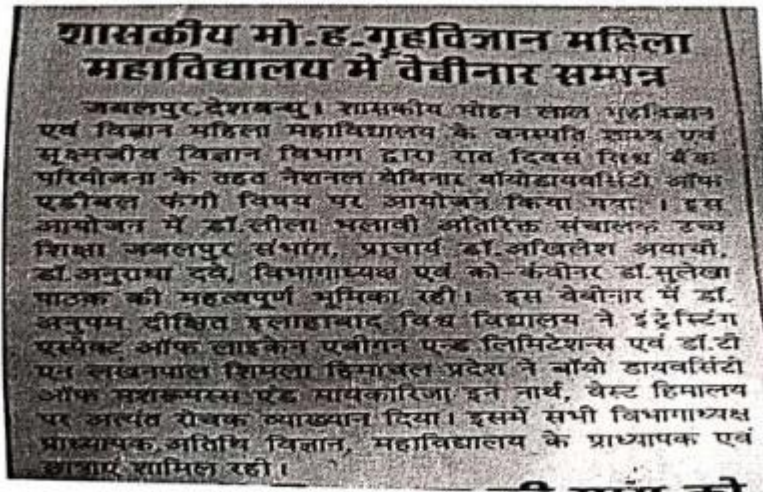 शासकीय मो.ह.गृहविज्ञान महिला
महाविद्यालय में वेबीनार सम्पन्न
जबलपुर,देशबन्धु। शासकीय मोहन लाल गृहविज्ञान
एवं विज्ञान महिला महाविद्यालय के वनस्पति शास्त्र एवं
सूक्ष्मजीव विज्ञान विभाग द्वारा रात दिवस विश्व बैंक
परियोजना के तहत नेशनल वेबिनार बॉयोडायवर्सिटी ऑफ
एडीबल फंगी विषय पर आयोजन किया गया । इस
आयोजन में डॉ.लीला भलावी अतिरिक्त संचालक उच्च
शिक्षा जबलपुर संभाग, प्राचार्य डॉ.अखिलेश अयाची,
डॉ.अनुराधा दवे, विभागाध्यक्ष एवं को-कंवीनर डॉ.सुलेखा
पाठक की महत्वपूर्ण भूमिका रही। इस वेबीनार में डॉ.
अनुपम दीक्षित इलाहाबाद विश्व विद्यालय ने इंट्रेस्टिंग
एस्पेक्ट ऑफ लाइकेन एबीगन एन्ड लिमिटेशन्स एवं डॉ.टी
एन लखनपाल शिमला हिमाचल प्रदेश ने बॉयो डायवर्सिटी
ऑफ मशरूमस्स एंड मायकारिजा इन नार्थ, वेस्ट हिमालय
पर अत्यंत रोचक व्याख्यान दिया। इसमें सभी विभागाध्यक्ष
प्राध्यापक,अतिथि विज्ञान, महाविद्यालय के प्राध्यापक एवं
छात्राएं शामिल रही।